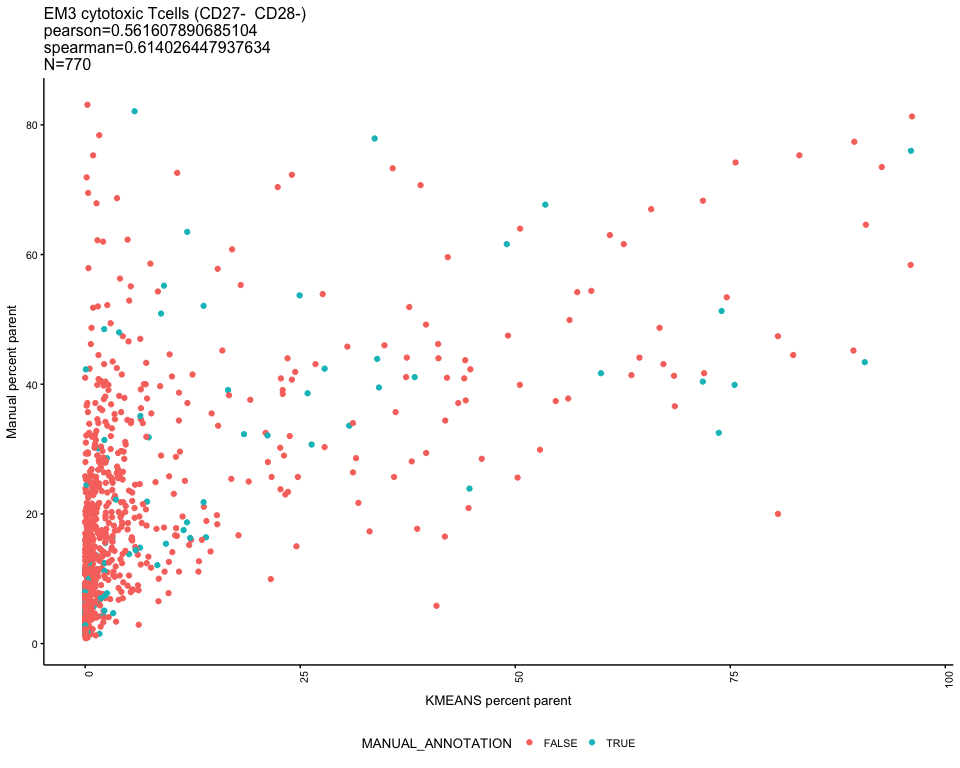 EM3 cytotoxic Tcells (CD27-  CD28-)
pearson=0.561607890685104
spearman=0.614026447937634
N=770
80
60
40
20
0
Manual percent parent
0
25
50
75
100
KMEANS percent parent
MANUAL_ANNOTATION FALSE TRUE